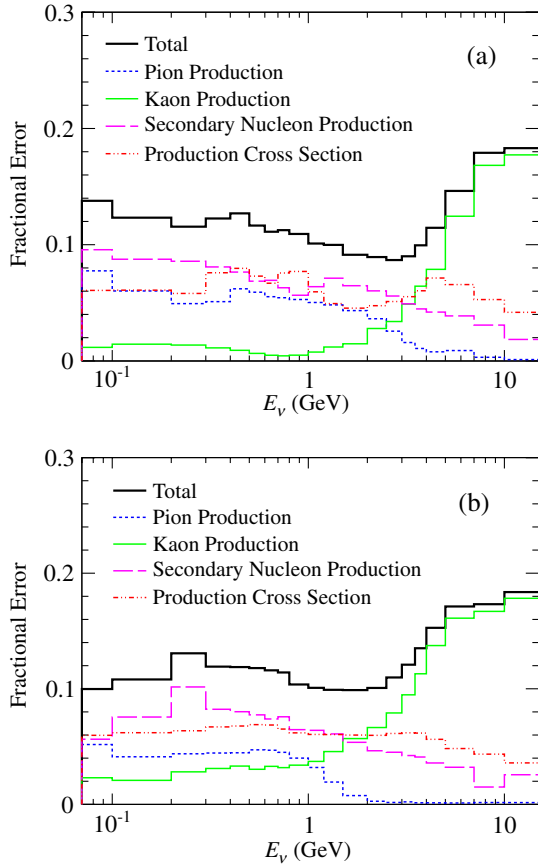 0.3
Total
(a)
Pion Production
Kaon Production
0.2
Secondary Nucleon Production
Production Cross Section
Fractional Error
0.1
0
10⁻¹ 1 10
Eν (GeV)
0.3
Total
(b)
Pion Production
Kaon Production
0.2
Secondary Nucleon Production
Production Cross Section
Fractional Error
0.1
0
10⁻¹ 1 10
Eν (GeV)